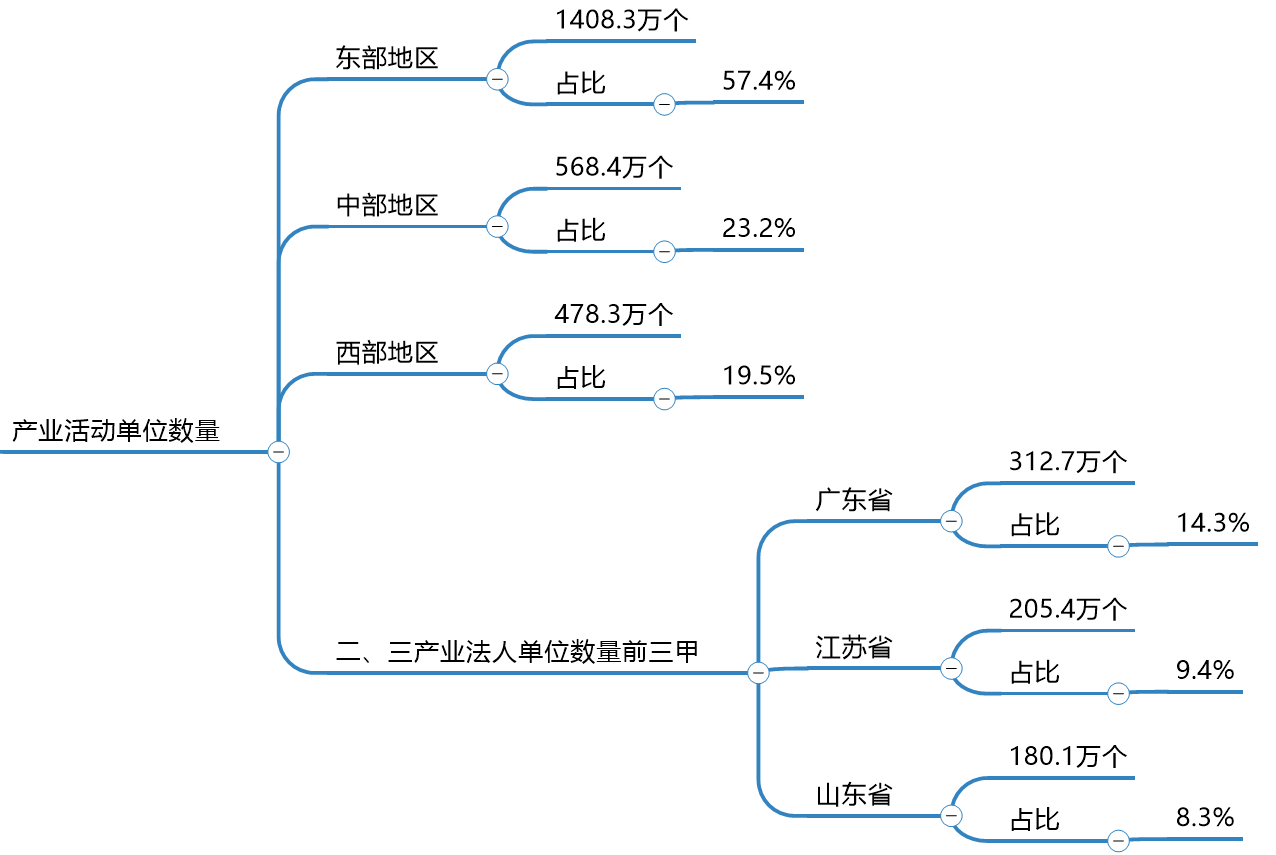 产业活动单位数量
东部地区
1408.3万个
占比
57.4%
中部地区
568.4万个
占比
23.2%
西部地区
478.3万个
占比
19.5%
二、三产业法人单位数量前三甲
广东省
312.7万个
占比
14.3%
江苏省
205.4万个
占比
9.4%
山东省
180.1万个
占比
8.3%